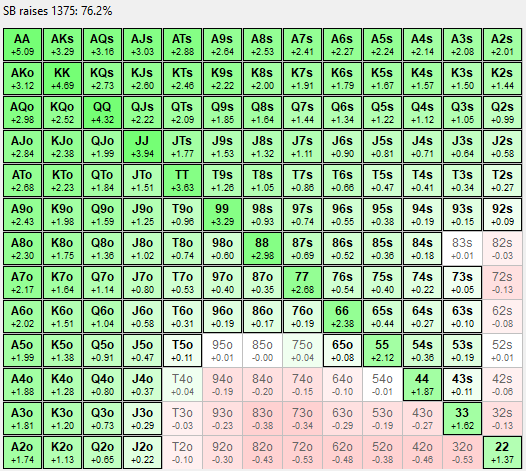 SB raises 1375: 76.2%
AA AKs AQs AJs ATs A9s A8s A7s A6s A5s A4s A3s A2s
+5.09 +3.29 +3.16 +3.03 +2.88 +2.64 +2.53 +2.41 +2.27 +2.24 +2.14 +2.08 +2.01
AKo KK KQs KJs KTs K9s K8s K7s K6s K5s K4s K3s K2s
+3.12 +4.69 +2.73 +2.60 +2.46 +2.22 +2.00 +1.91 +1.79 +1.67 +1.57 +1.50 +1.44
AQo KQo QQ QJs QTs Q9s Q8s Q7s Q6s Q5s Q4s Q3s Q2s
+2.98 +2.52 +4.32 +2.22 +2.09 +1.85 +1.64 +1.44 +1.34 +1.22 +1.12 +1.05 +0.99
AJo KJo QJo JJ JTs J9s J8s J7s J6s J5s J4s J3s J2s
+2.84 +2.38 +1.99 +3.94 +1.77 +1.53 +1.32 +1.11 +0.90 +0.81 +0.71 +0.64 +0.58
ATo KTo QTo JTo TT T9s T8s T7s T6s T5s T4s T3s T2s
+2.68 +2.23 +1.84 +1.51 +3.63 +1.26 +1.05 +0.86 +0.66 +0.47 +0.41 +0.34 +0.27
A9o K9o Q9o J9o T9o 99 98s 97s 96s 95s 94s 93s 92s
+2.43 +1.98 +1.59 +1.25 +0.96 +3.29 +0.93 +0.74 +0.55 +0.38 +0.19 +0.15 +0.09
A8o K8o Q8o J8o T8o 98o 88 87s 86s 85s 84s 83s 82s
+2.30 +1.75 +1.36 +1.02 +0.74 +0.60 +2.98 +0.69 +0.52 +0.36 +0.18 +0.01 -0.03
A7o K7o Q7o J7o T7o 97o 87o 77 76s 75s 74s 73s 72s
+2.17 +1.64 +1.14 +0.80 +0.53 +0.40 +0.35 +2.68 +0.54 +0.40 +0.22 +0.05 -0.13
A6o K6o Q6o J6o T6o 96o 86o 76o 66 65s 64s 63s 62s
+2.02 +1.51 +1.04 +0.58 +0.31 +0.19 +0.17 +0.19 +2.38 +0.44 +0.27 +0.10 -0.08
A5o K5o Q5o J5o T5o 95o 85o 75o 65o 55 54s 53s 52s
+1.99 +1.38 +0.91 +0.47 +0.11 +0.01 -0.00 +0.04 +0.08 +2.12 +0.36 +0.19 +0.01
A4o K4o Q4o J4o T4o 94o 84o 74o 64o 54o 44 43s 42s
+1.88 +1.28 +0.80 +0.37 +0.04 -0.19 -0.20 -0.15 -0.10 -0.01 +1.87 +0.11 -0.06
A3o K3o Q3o J3o T3o 93o 83o 73o 63o 53o 43o 33 32s
+1.81 +1.20 +0.73 +0.29 -0.03 -0.23 -0.38 -0.34 -0.29 -0.19 -0.27 +1.62 -0.13
A2o K2o Q2o J2o T2o 92o 82o 72o 62o 52o 42o 32o 22
+1.74 +1.13 +0.65 +0.22 -0.10 -0.30 -0.43 -0.53 -0.48 -0.38 -0.46 -0.53 +1.37